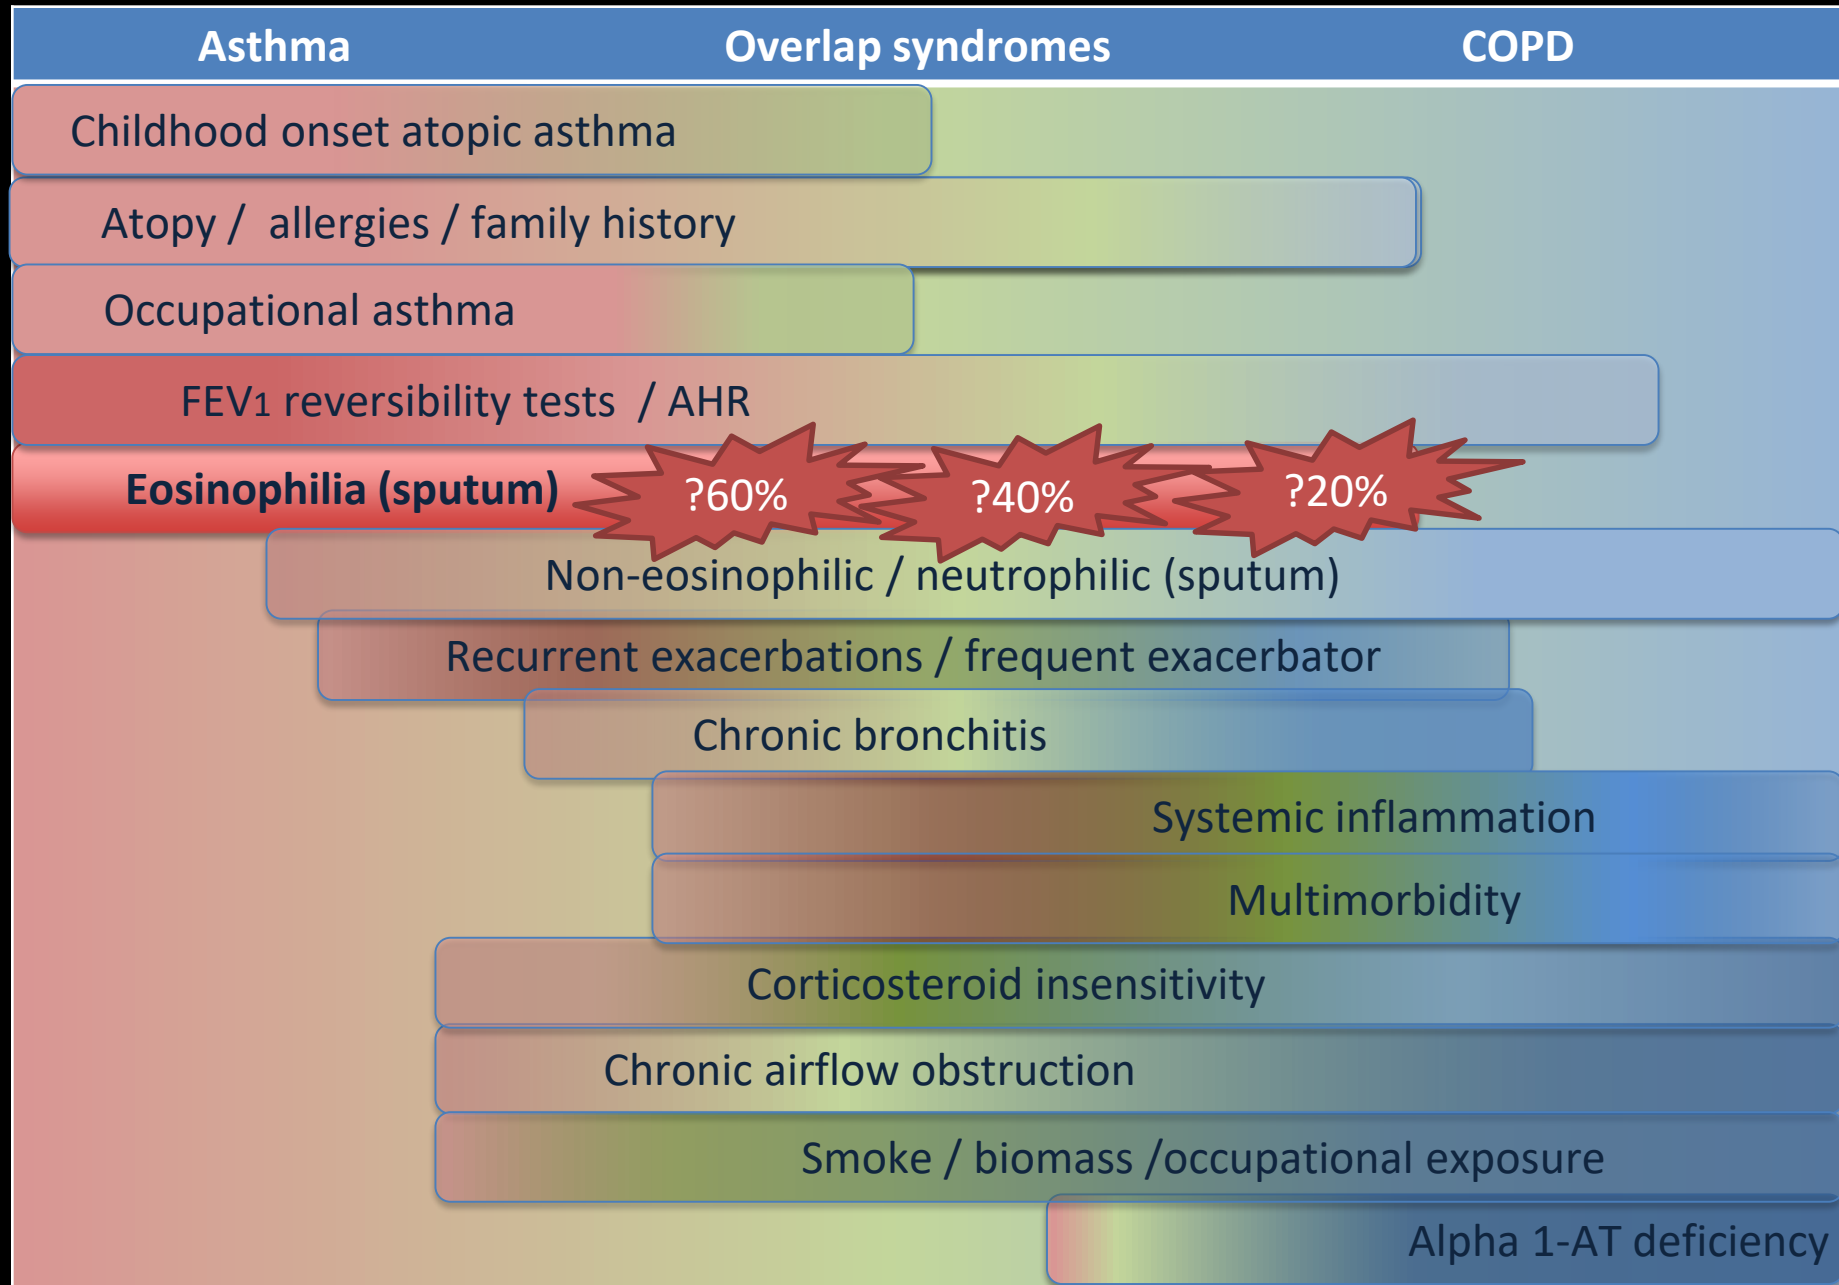 Asthma Overlap syndromes COPD
Childhood onset atopic asthma
Atopy / allergies / family history
Occupational asthma
FEV1 reversibility tests / AHR
Eosinophilia (sputum) ?60% ?40% ?20%
Non-eosinophilic / neutrophilic (sputum)
Recurrent exacerbations / frequent exacerbator
Chronic bronchitis
Systemic inflammation
Multimorbidity
Corticosteroid insensitivity
Chronic airflow obstruction
Smoke / biomass /occupational exposure
Alpha 1-AT deficiency